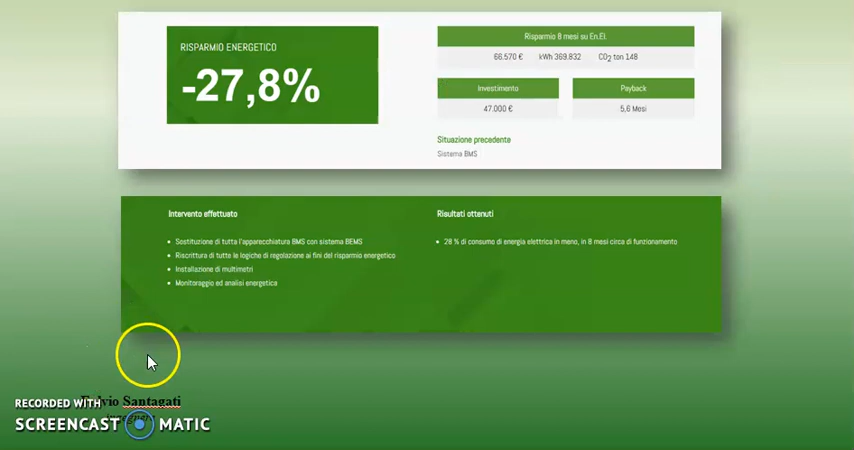 RISPARMIO ENERGETICO
-27,8%
Risparmio 8 mesi su En.El.
66.570 € kWh 369.832 CO2 ton 148
Investimento Payback
47.000 € 5,6 Mesi
Situazione precedente
Sistema BMS
Intervento effettuato
• Sostituzione di tutta l'apparecchiatura BMS con sistema BEMS
• Riscrittura di tutte le logiche di regolazione ai fini del risparmio energetico
• Installazione di multimetri
• Monitoraggio ed analisi energetica
Risultati ottenuti
• 28 % di consumo di energia elettrica in meno, in 8 mesi circa di funzionamento
Santagati
RECORDED WITH
SCREENCAST MATIC